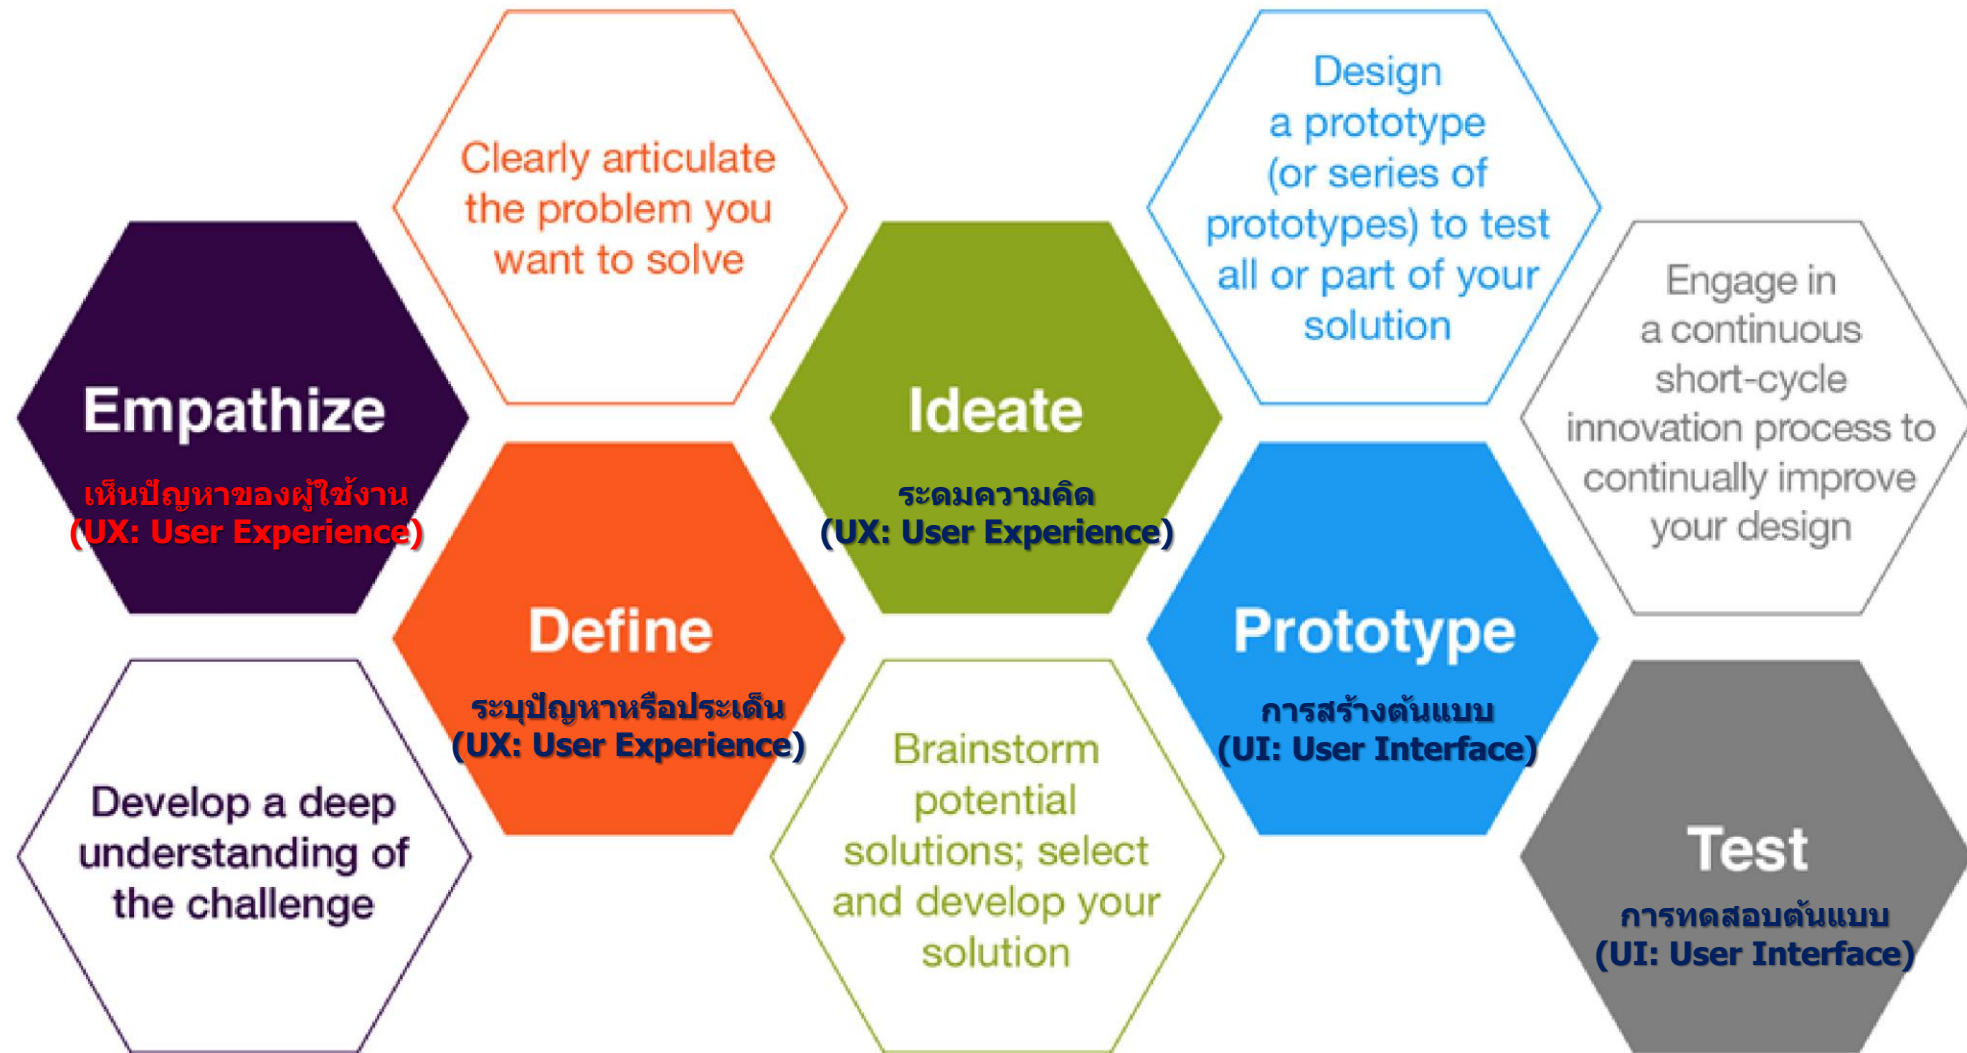 Empathize
เห็นปัญหาของผู้ใช้งาน
(UX: User Experience)
Develop a deep
understanding of
the challenge
Clearly articulate
the problem you
want to solve
Define
ระบุปัญหาหรือประเด็น
(UX: User Experience)
Ideate
ระดมความคิด
(UX: User Experience)
Brainstorm
potential
solutions; select
and develop your
solution
Design
a prototype
(or series of
prototypes) to test
all or part of your
solution
Prototype
การสร้างต้นแบบ
(UI: User Interface)
Engage in
a continuous
short-cycle
innovation process to
continually improve
your design
Test
การทดสอบต้นแบบ
(UI: User Interface)